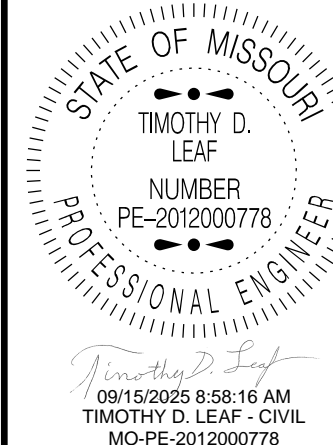 STATE OF MISSOURI
TIMOTHY D.
LEAF
NUMBER
PE-2012000778
PROFESSIONAL ENGINEER
Timothy D. Leaf
09/15/2025 8:58:16 AM
TIMOTHY D. LEAF - CIVIL
MO-PE-2012000778